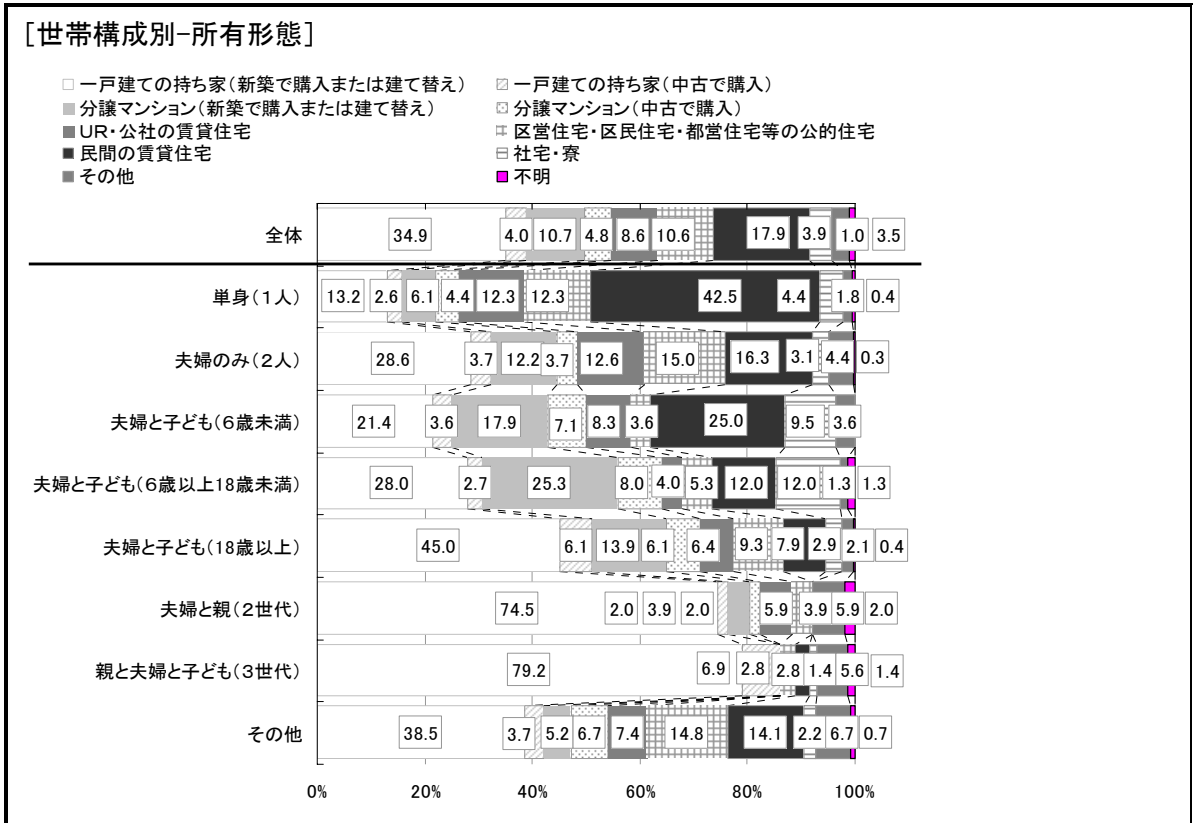 [世帯構成別-所有形態]
一戸建ての持ち家(新築で購入または建て替え) 一戸建ての持ち家(中古で購入)
分譲マンション(新築で購入または建て替え) 分譲マンション(中古で購入)
UR・公社の賃貸住宅 区営住宅・区民住宅・都営住宅等の公的住宅
民間の賃貸住宅 社宅・寮
その他 不明
全体 34.9 4.0 10.7 4.8 8.6 10.6 17.9 3.9 1.0 3.5
単身(1人) 13.2 2.6 6.1 4.4 12.3 12.3 42.5 4.4 1.8 0.4
夫婦のみ(2人) 28.6 3.7 12.2 3.7 12.6 15.0 16.3 3.1 4.4 0.3
夫婦と子ども(6歳未満) 21.4 3.6 17.9 7.1 8.3 3.6 25.0 9.5 3.6
夫婦と子ども(6歳以上18歳未満) 28.0 2.7 25.3 8.0 4.0 5.3 12.0 12.0 1.3 1.3
夫婦と子ども(18歳以上) 45.0 6.1 13.9 6.1 6.4 9.3 7.9 2.9 2.1 0.4
夫婦と親(2世代) 74.5 2.0 3.9 2.0 5.9 3.9 5.9 2.0
親と夫婦と子ども(3世代) 79.2 6.9 2.8 2.8 1.4 5.6 1.4
その他 38.5 3.7 5.2 6.7 7.4 14.8 14.1 2.2 6.7 0.7
0% 20% 40% 60% 80% 100%